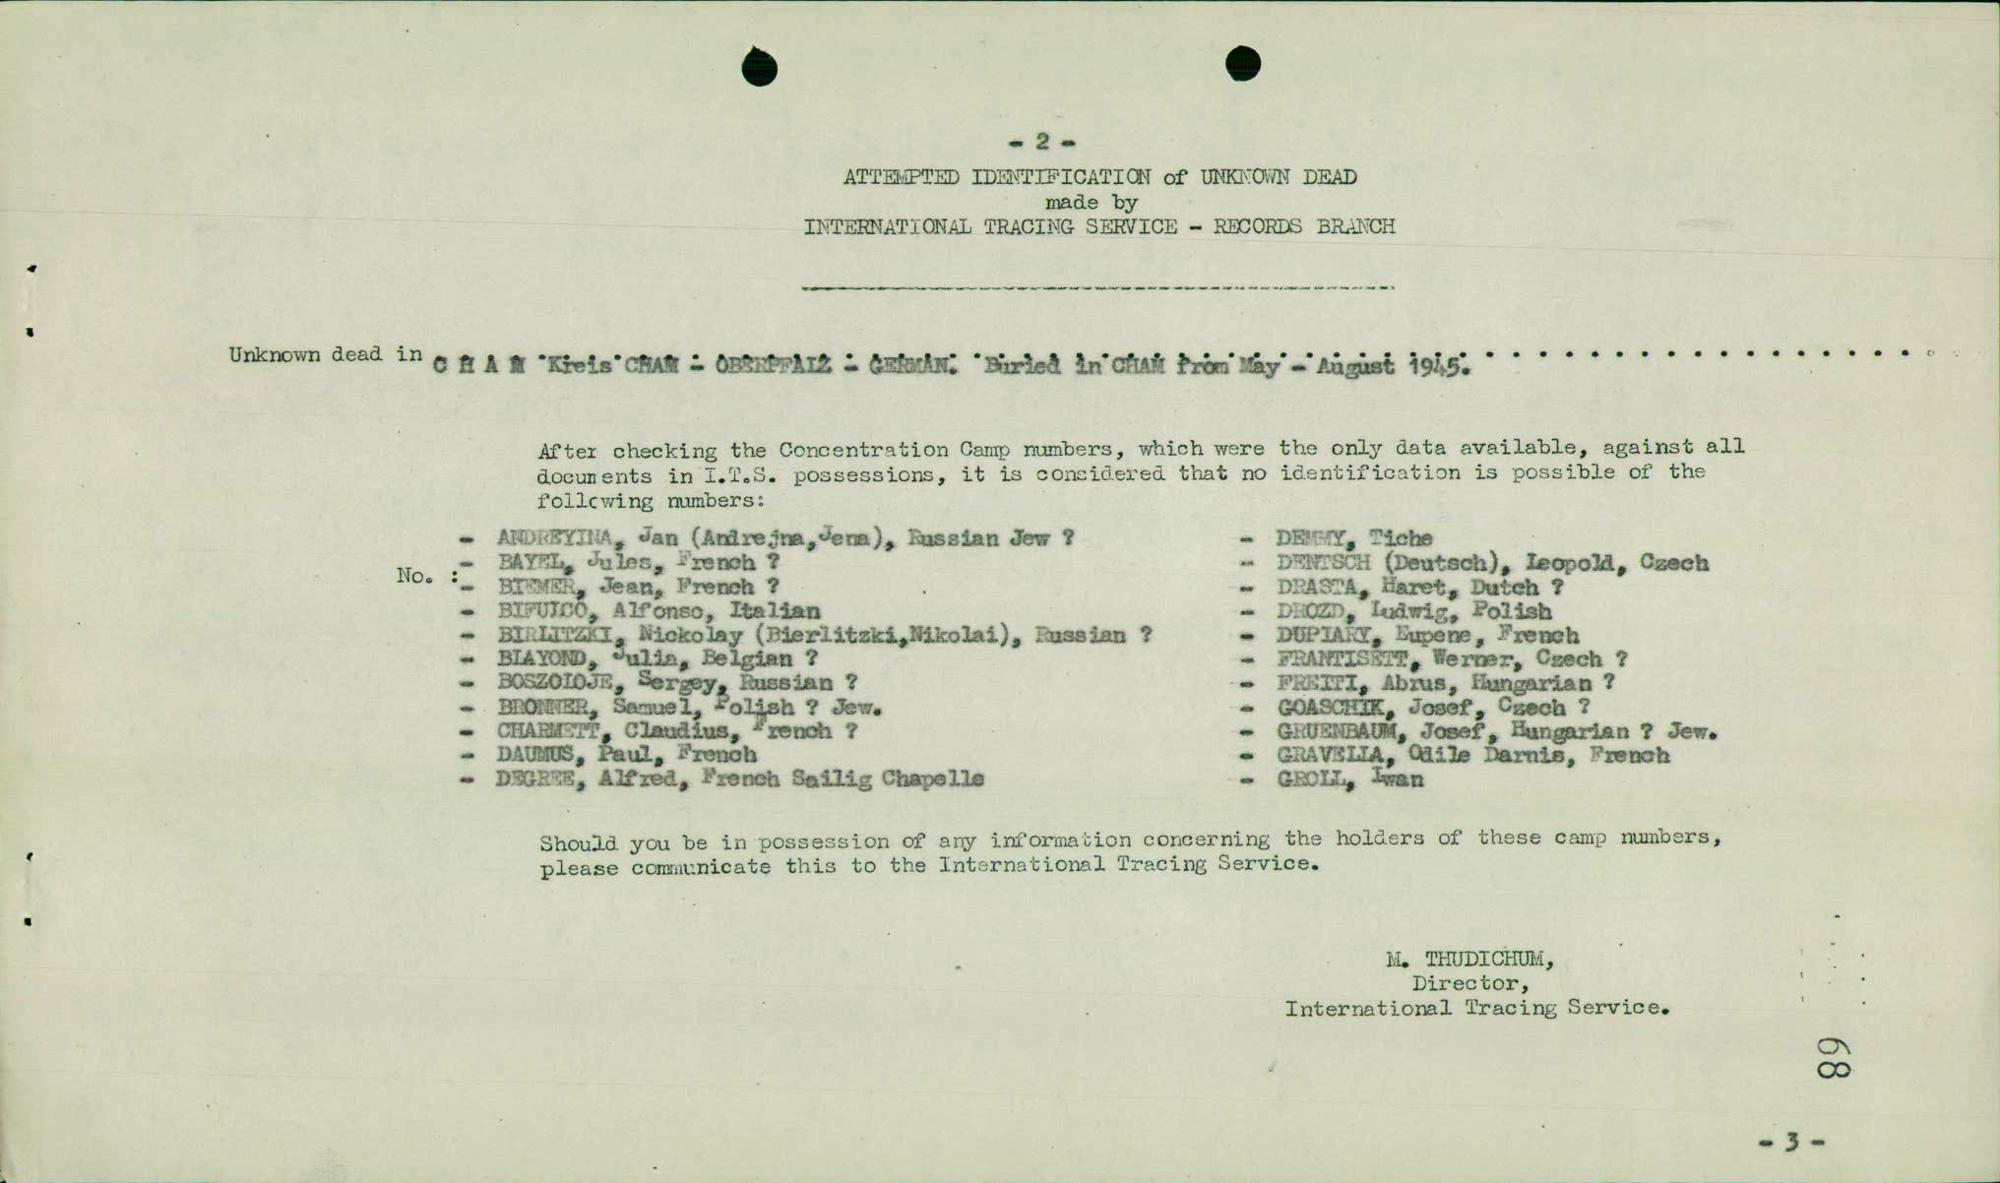 - 2 -
ATTEMPTED IDENTIFICATION of UNKNOWN DEAD
made by
INTERNATIONAL TRACING SERVICE - RECORDS BRANCH
Unknown dead in C H A M Kreis CHAM - OBERPFALZ - GERMAN. Buried in CHAM from May - August 1945.
After checking the Concentration Camp numbers, which were the only data available, against all
documents in I.T.S. possessions, it is considered that no identification is possible of the
following numbers:
No. :
- ANDREYINA, Jan (Andrejna,Jena), Russian Jew ?
- BAYEL, Jules, French ?
- BIEMER, Jean, French ?
- BIFUICO, Alfonso, Italian
- BIRLITZKI, Nickolay (Bierlitzki,Nikolai), Russian ?
- BLAYOND, Julia, Belgian ?
- BOSZOLOJE, Sergey, Russian ?
- BRONNER, Samuel, Polish ? Jew.
- CHARMETT, Claudius, French ?
- DAUMUS, Paul, French
- DEGREE, Alfred, French Sailig Chapelle
- Tiche
- DENTSCH (Deutsch), Leopold, Czech
- DRASTA, Haret, Dutch ?
- DROZD, Ludwig, Polish
- DUPIARY, Eupene, French
- FRANTISETT, Werner, Czech ?
- FREITI, Abrus, Hungarian ?
- GOASCHIK, Josef, Czech ?
- GRUENBAUM, Josef, Hungarian ? Jew.
- GRAVELLA, Odile Darnis, French
- GROLL, Iwan
Should you be in possession of any information concerning the holders of these camp numbers,
please communicate this to the International Tracing Service.
M. THUDICHUM,
Director,
International Tracing Service.
68
- 3 -